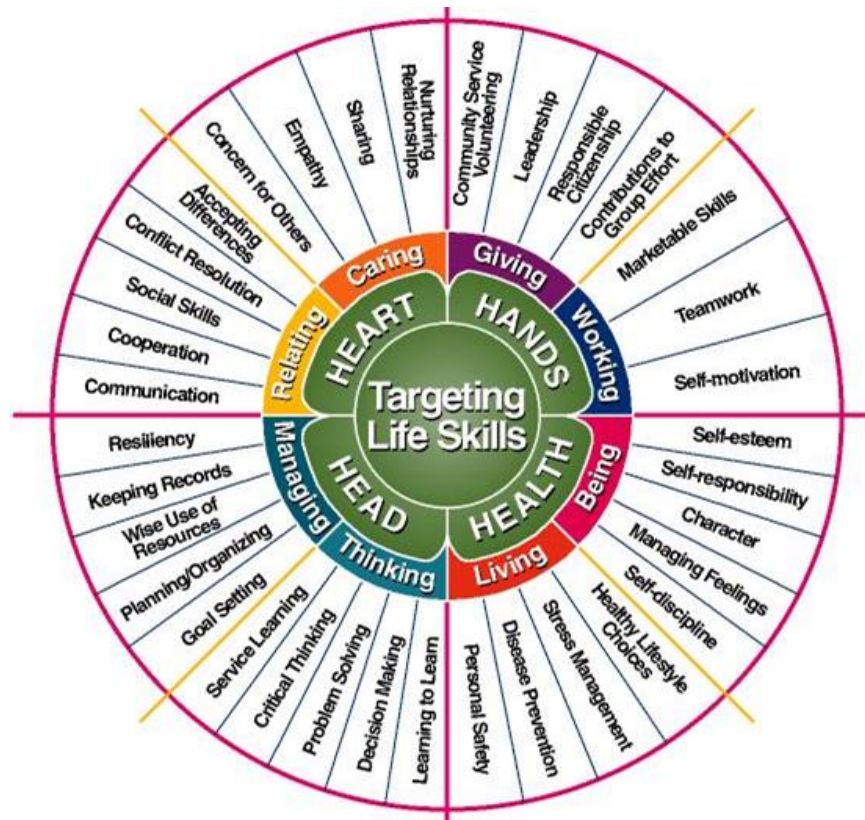 Targeting
Life Skills
HEART
HANDS
HEALTH
HEAD
Caring
Giving
Working
Being
Living
Thinking
Managing
Relating
Nurturing
Relationships
Sharing
Empathy
Concern for Others
Accepting
Differences
Conflict Resolution
Social Skills
Cooperation
Communication
Community Service
Volunteering
Leadership
Responsible
Citizenship
Contributions to
Group Effort
Marketable Skills
Teamwork
Self-motivation
Self-esteem
Self-responsibility
Character
Managing Feelings
Self-discipline
Healthy Lifestyle
Choices
Stress Management
Disease Prevention
Personal Safety
Learning to Learn
Decision Making
Problem Solving
Critical Thinking
Service Learning
Goal Setting
Planning/Organizing
Wise Use of
Resources
Keeping Records
Resiliency